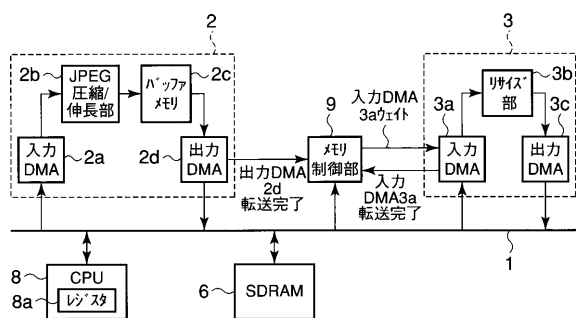 2
3
2b
JPEG
圧縮/
伸長部
バッファ
メモリ
2c
入力
DMA
2a
2d
出力
DMA
出力DMA
2d
転送完了
9
メモリ
制御部
入力DMA
3aウェイト
入力
DMA3a
転送完了
3a
入力
DMA
リサイズ
部
3b
3c
出力
DMA
1
8
CPU
8a
レジスタ
6
SDRAM